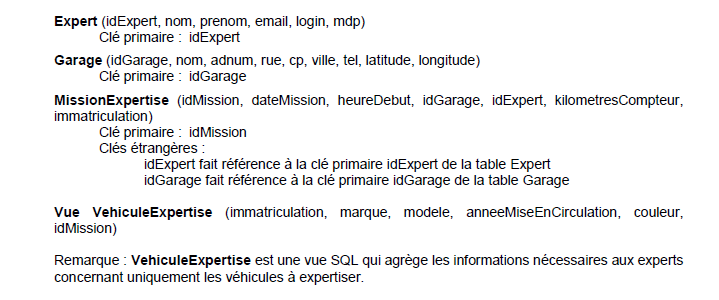 Expert (idExpert, nom, prenom, email, login, mdp)
Clé primaire : idExpert
Garage (idGarage, nom, adnum, rue, cp, ville, tel, latitude, longitude)
Clé primaire : idGarage
MissionExpertise (idMission, dateMission, heureDebut, idGarage, idExpert, kilometresCompteur,
immatriculation)
Clé primaire : idMission
Clés étrangères :
idExpert fait référence à la clé primaire idExpert de la table Expert
idGarage fait référence à la clé primaire idGarage de la table Garage
Vue VehiculeExpertise (immatriculation, marque, modele, anneeMiseEnCirculation, couleur,
idMission)
Remarque : VehiculeExpertise est une vue SQL qui agrège les informations nécessaires aux experts
concernant uniquement les véhicules à expertiser.